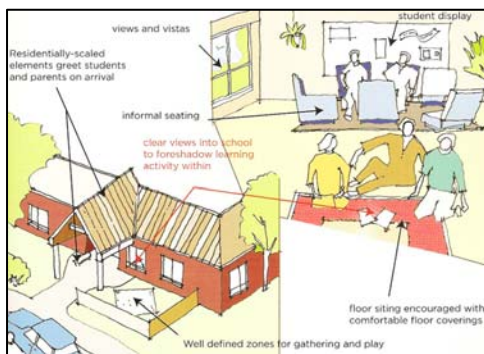 student display
views and vistas
Residentially-scaled
elements greet students
and parents on arrival
informal seating
clear views into school
to foreshadow learning
activity within
floor siting encouraged with
comfortable floor coverings
Well defined zones for gathering and play